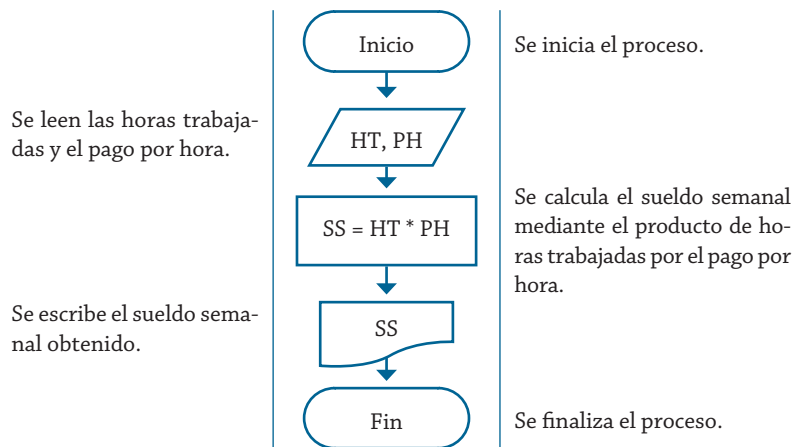 Inicio
Se inicia el proceso.
Se leen las horas trabaja-
das y el pago por hora.
HT, PH
SS = HT * PH
Se calcula el sueldo semanal
mediante el producto de ho-
ras trabajadas por el pago por
hora.
Se escribe el sueldo sema-
nal obtenido.
SS
Fin
Se finaliza el proceso.